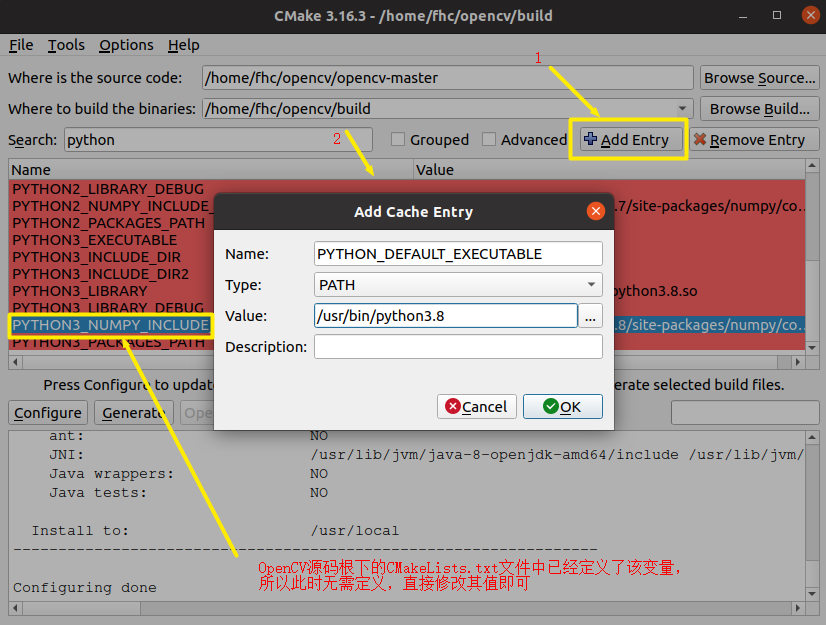 CMake 3.16.3 - /home/fhc/opencv/build
File Tools Options Help
Where is the source code: /home/fhc/opencv/opencv-master Browse Source...
Where to build the binaries: /home/fhc/opencv/build Browse Build...
1
Search: python 2 Grouped Advanced Add Entry Remove Entry
Name Value
PYTHON2_LIBRARY_DEBUG
PYTHON2_NUMPY_INCLUDE_ .7/site-packages/numpy/co...
PYTHON2_PACKAGES_PATH
PYTHON3_EXECUTABLE
PYTHON3_INCLUDE_DIR
PYTHON3_INCLUDE_DIR2
PYTHON3_LIBRARY python3.8.so
PYTHON3_LIBRARY_DEBUG
PYTHON3_NUMPY_INCLUDE .8/site-packages/numpy/co...
PYTHON3_PACKAGES_PATH
Add Cache Entry
Name: PYTHON_DEFAULT_EXECUTABLE
Type: PATH
Value: /usr/bin/python3.8 ...
Description:
Cancel OK
Press Configure to updat erate selected build files.
Configure Generate Ope
ant: NO
JNI: /usr/lib/jvm/java-8-openjdk-amd64/include /usr/lib/jvm/
Java wrappers: NO
Java tests: NO
Install to: /usr/local
-----------------------------------------------------------------
Configuring done
OpenCV源码根下的CMakeLists.txt文件中已经定义了该变量，
所以此时无需定义，直接修改其值即可